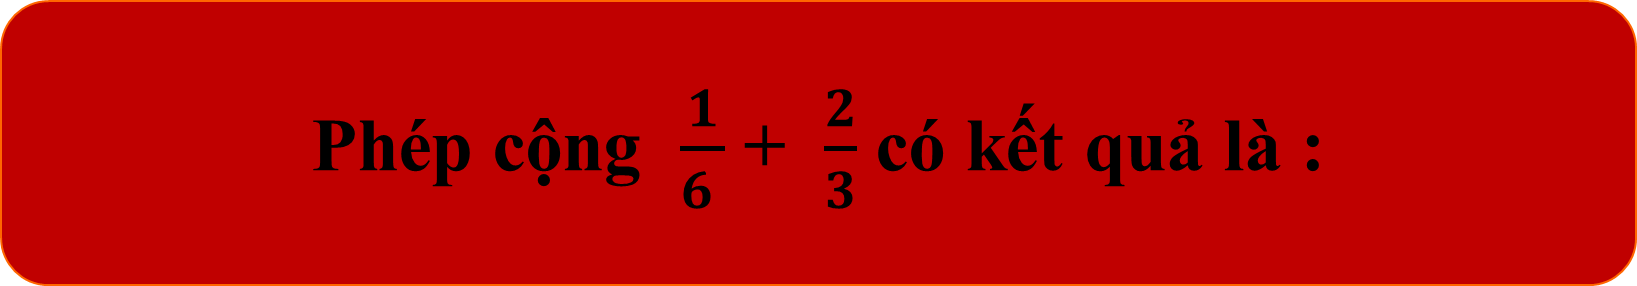 Phép cộng 1/6 + 2/3 có kết quả là :